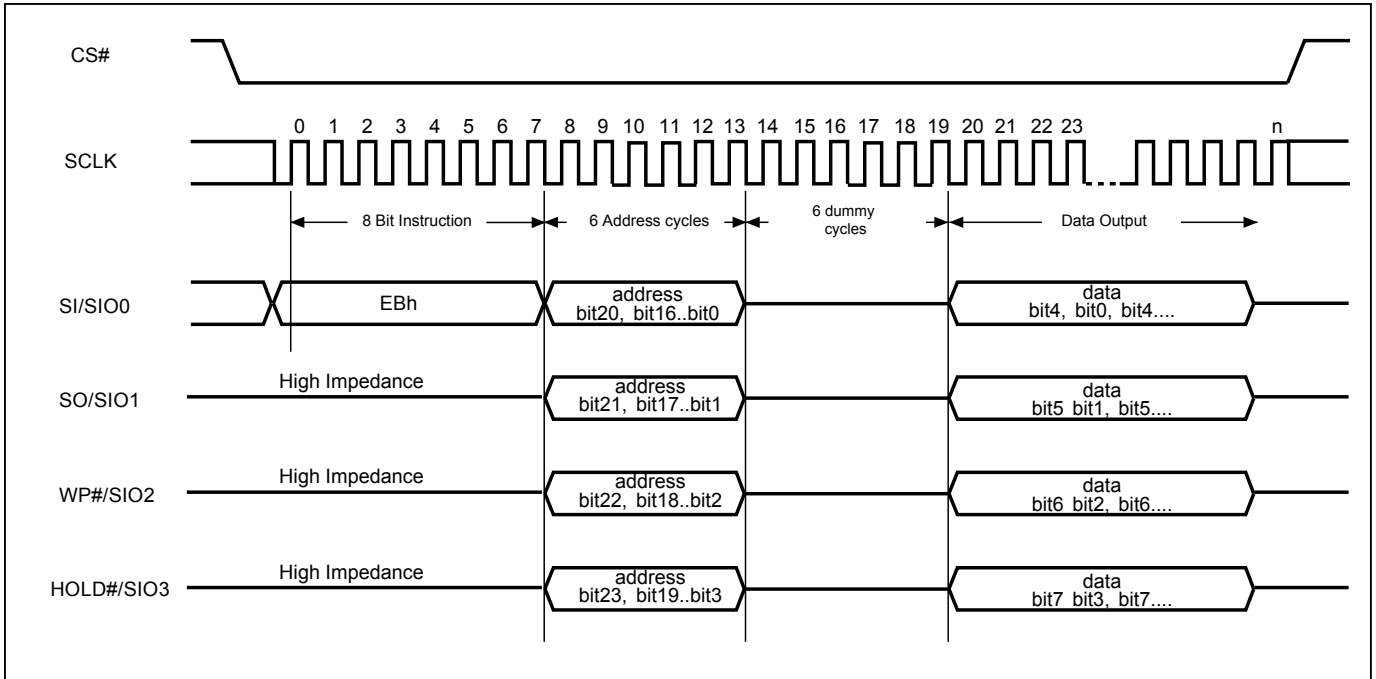 CS#
0 1 2 3 4 5 6 7 8 9 10 11 12 13 14 15 16 17 18 19 20 21 22 23 n
SCLK
8 Bit Instruction 6 Address cycles 6 dummy cycles Data Output
SI/SIO0
EBh
address
bit20, bit16..bit0
data
bit4, bit0, bit4....
High Impedance
SO/SIO1
address
bit21, bit17..bit1
data
bit5 bit1, bit5....
High Impedance
WP#/SIO2
address
bit22, bit18..bit2
data
bit6 bit2, bit6....
High Impedance
HOLD#/SIO3
address
bit23, bit19..bit3
data
bit7 bit3, bit7....